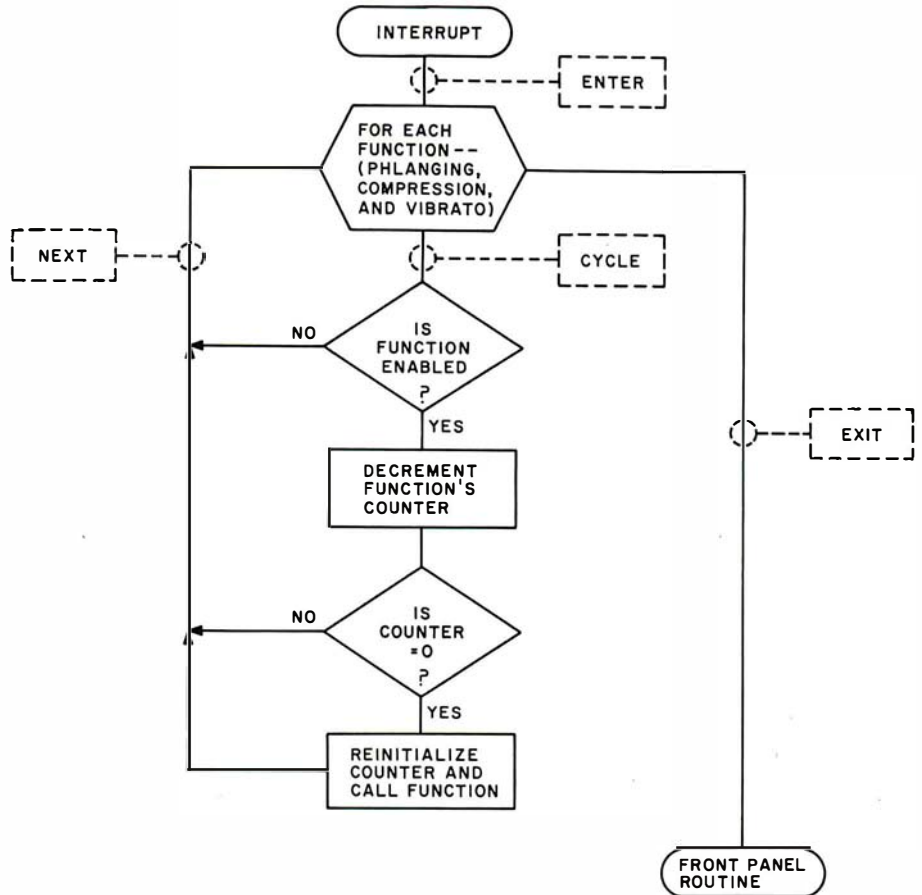 INTERRUPT
ENTER
FOR EACH
FUNCTION--
(PHLANGING,
COMPRESSION,
AND VIBRATO)
NEXT
CYCLE
NO
IS
FUNCTION
ENABLED
?
YES
EXIT
DECREMENT
FUNCTION'S
COUNTER
NO
IS
COUNTER
=0
?
YES
REINITIALIZE
COUNTER AND
CALL FUNCTION
FRONT PANEL
ROUTINE